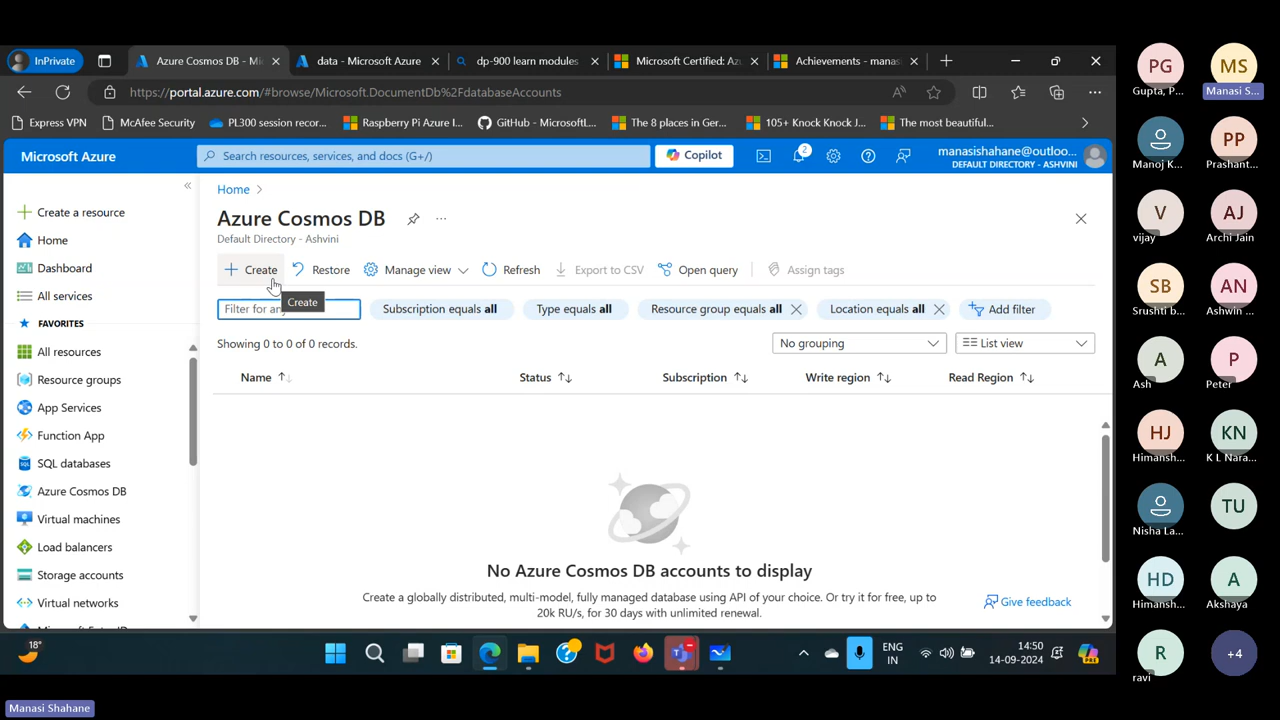 InPrivate
Azure Cosmos DB - Mi
data - Microsoft Azure
dp-900 learn modules
Microsoft Certified: Az
Achievements - manas
https://portal.azure.com/#browse/Microsoft.DocumentDb%2FdatabaseAccounts
Express VPN
McAfee Security
PL300 session recor...
Raspberry Pi Azure I...
GitHub - MicrosoftL...
The 8 places in Ger...
105+ Knock Knock J...
The most beautiful...
Microsoft Azure
Search resources, services, and docs (G+/)
Copilot
2
manasishahane@outloo...
DEFAULT DIRECTORY - ASHVINI
Create a resource
Home
Dashboard
All services
FAVORITES
All resources
Resource groups
App Services
Function App
SQL databases
Azure Cosmos DB
Virtual machines
Load balancers
Storage accounts
Virtual networks
Home
Azure Cosmos DB
Default Directory - Ashvini
Create
Restore
Manage view
Refresh
Export to CSV
Open query
Assign tags
Filter for any
Create
Subscription equals all
Type equals all
Resource group equals all
Location equals all
Add filter
Showing 0 to 0 of 0 records.
No grouping
List view
Name
Status
Subscription
Write region
Read Region
No Azure Cosmos DB accounts to display
Create a globally distributed, multi-model, fully managed database using API of your choice. Or try it for free, up to
20k RU/s, for 30 days with unlimited renewal.
Give feedback
18°
ENG
IN
14:50
14-09-2024
PRE
PG
Gupta, P...
MS
Manasi S...
Manoj K...
PP
Prashant...
V
vijay
AJ
Archi Jain
SB
Srushti b...
AN
Ashwin ...
A
Ash
P
Peter
HJ
Himansh...
KN
K L Nara...
Nisha La...
TU
HD
Himansh...
A
Akshaya
R
ravi
+4
Manasi Shahane